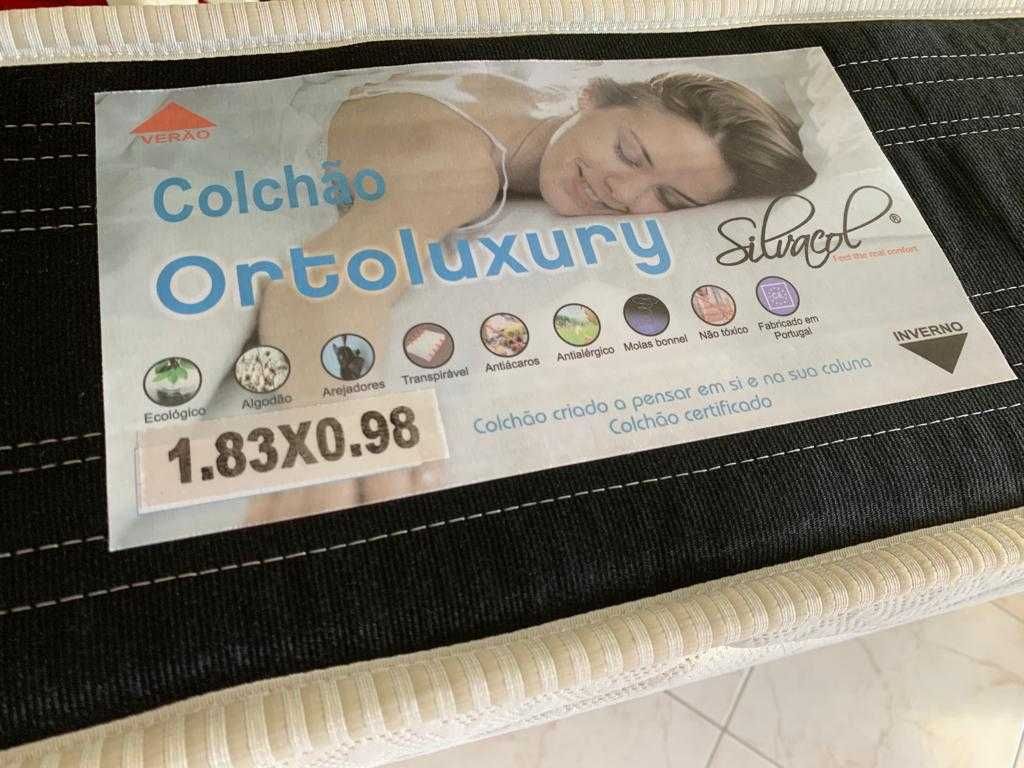 VERÃO
Colchão
Ortoluxury
Silvacol®
Feel the real confort
Ecológico
Algodão
Arejadores
Transpirável
Antiácaros
Antialérgico
Molas bonnel
Não tóxico
Fabricado em
Portugal
INVERNO
1.83X0.98
Colchão criado a pensar em si e na sua coluna
Colchão certificado